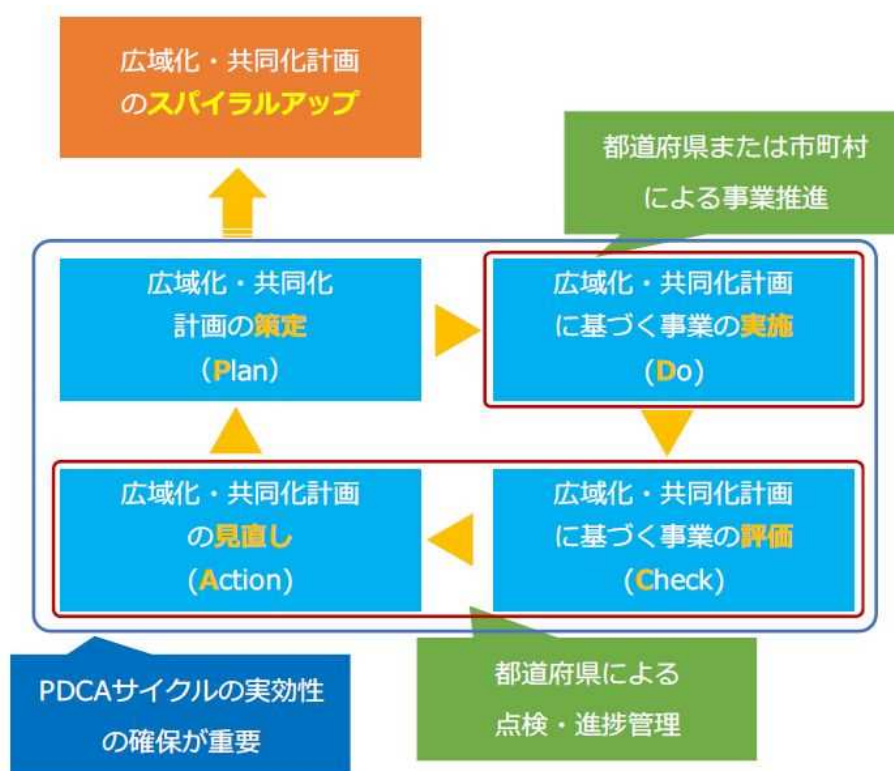 広域化・共同化計画
のスパイラルアップ
都道府県または市町村
による事業推進
広域化・共同化
計画の策定
（Plan）
広域化・共同化計画
に基づく事業の実施
(Do)
広域化・共同化計画
の見直し
(Action)
広域化・共同化計画
に基づく事業の評価
(Check)
PDCAサイクルの実効性
の確保が重要
都道府県による
点検・進捗管理